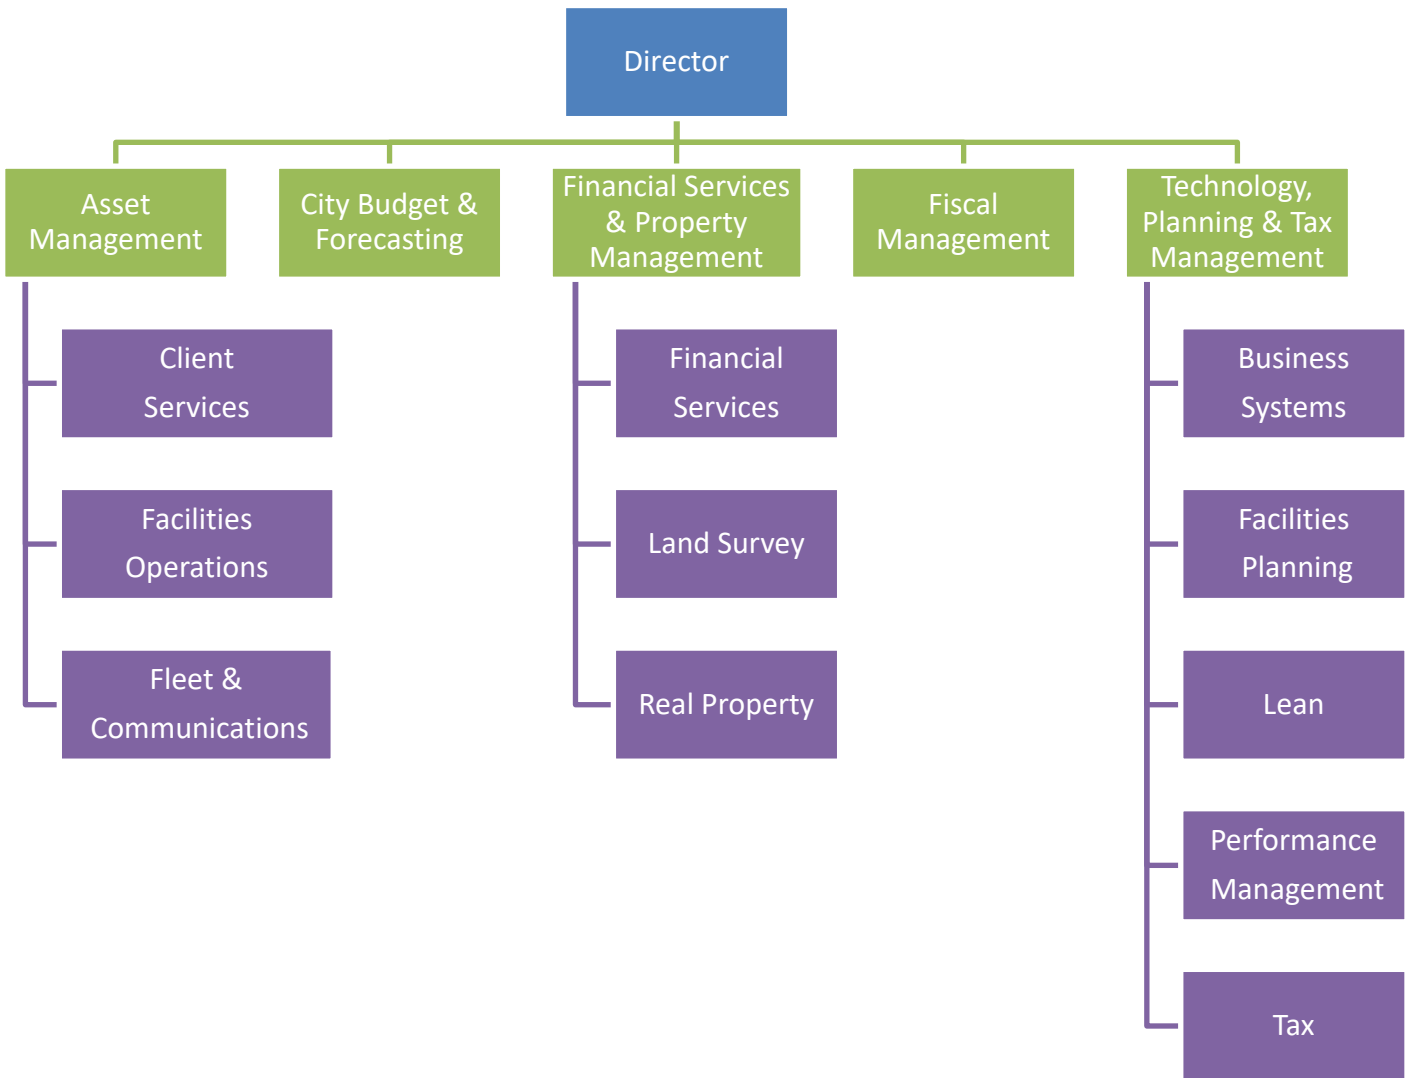 Director
Asset
Management
City Budget &
Forecasting
Financial Services
& Property
Management
Fiscal
Management
Technology,
Planning & Tax
Management
Client
Services
Facilities
Operations
Fleet &
Communications
Financial
Services
Land Survey
Real Property
Business
Systems
Facilities
Planning
Lean
Performance
Management
Tax